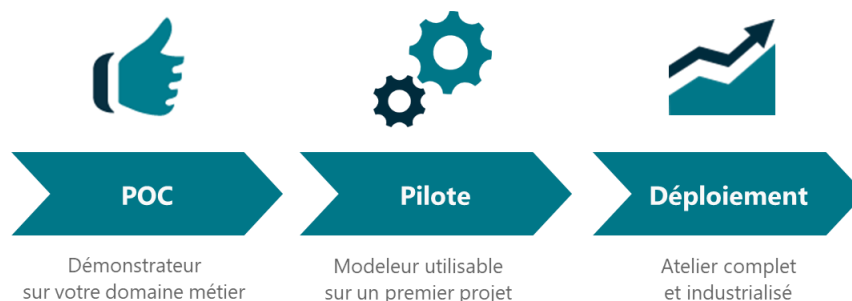 POC
Pilote
Déploiement
Démonstrateur
sur votre domaine métier
Modeleur utilisable
sur un premier projet
Atelier complet
et industrialisé